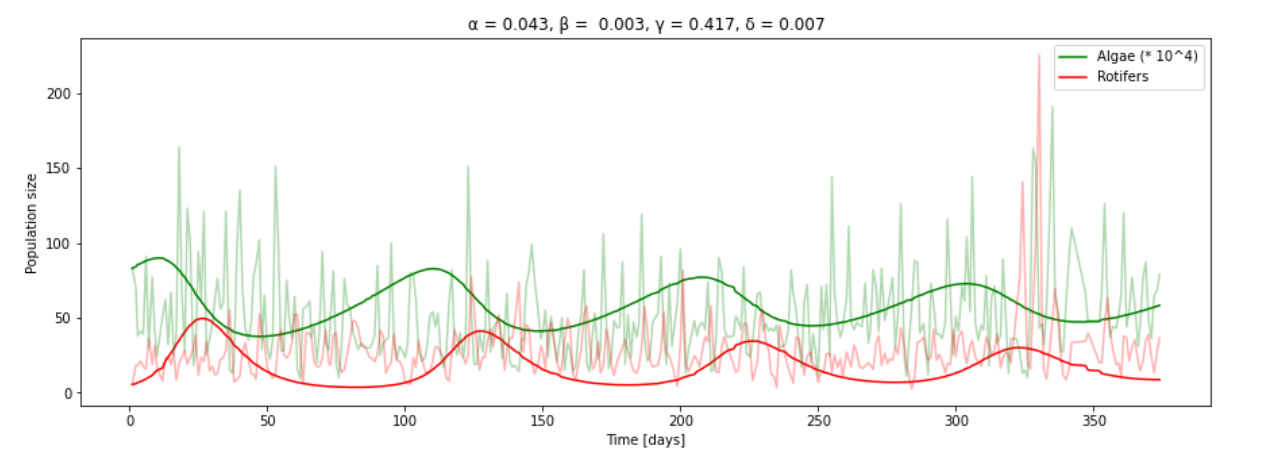 α = 0.043, β =  0.003, γ = 0.417, δ = 0.007
Algae (* 10^4)
Rotifers
Population size
200
150
100
50
0
0 50 100 150 200 250 300 350
Time [days]